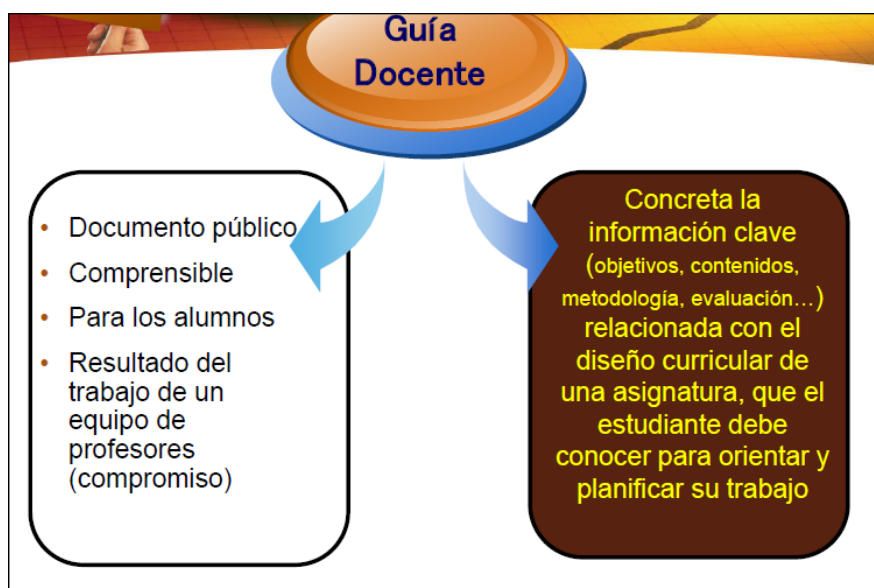 Guía
Docente
• Documento público
• Comprensible
• Para los alumnos
• Resultado del
trabajo de un
equipo de
profesores
(compromiso)
Concreta la
información clave
(objetivos, contenidos,
metodología, evaluación…)
relacionada con el
diseño curricular de
una asignatura, que el
estudiante debe
conocer para orientar y
planificar su trabajo